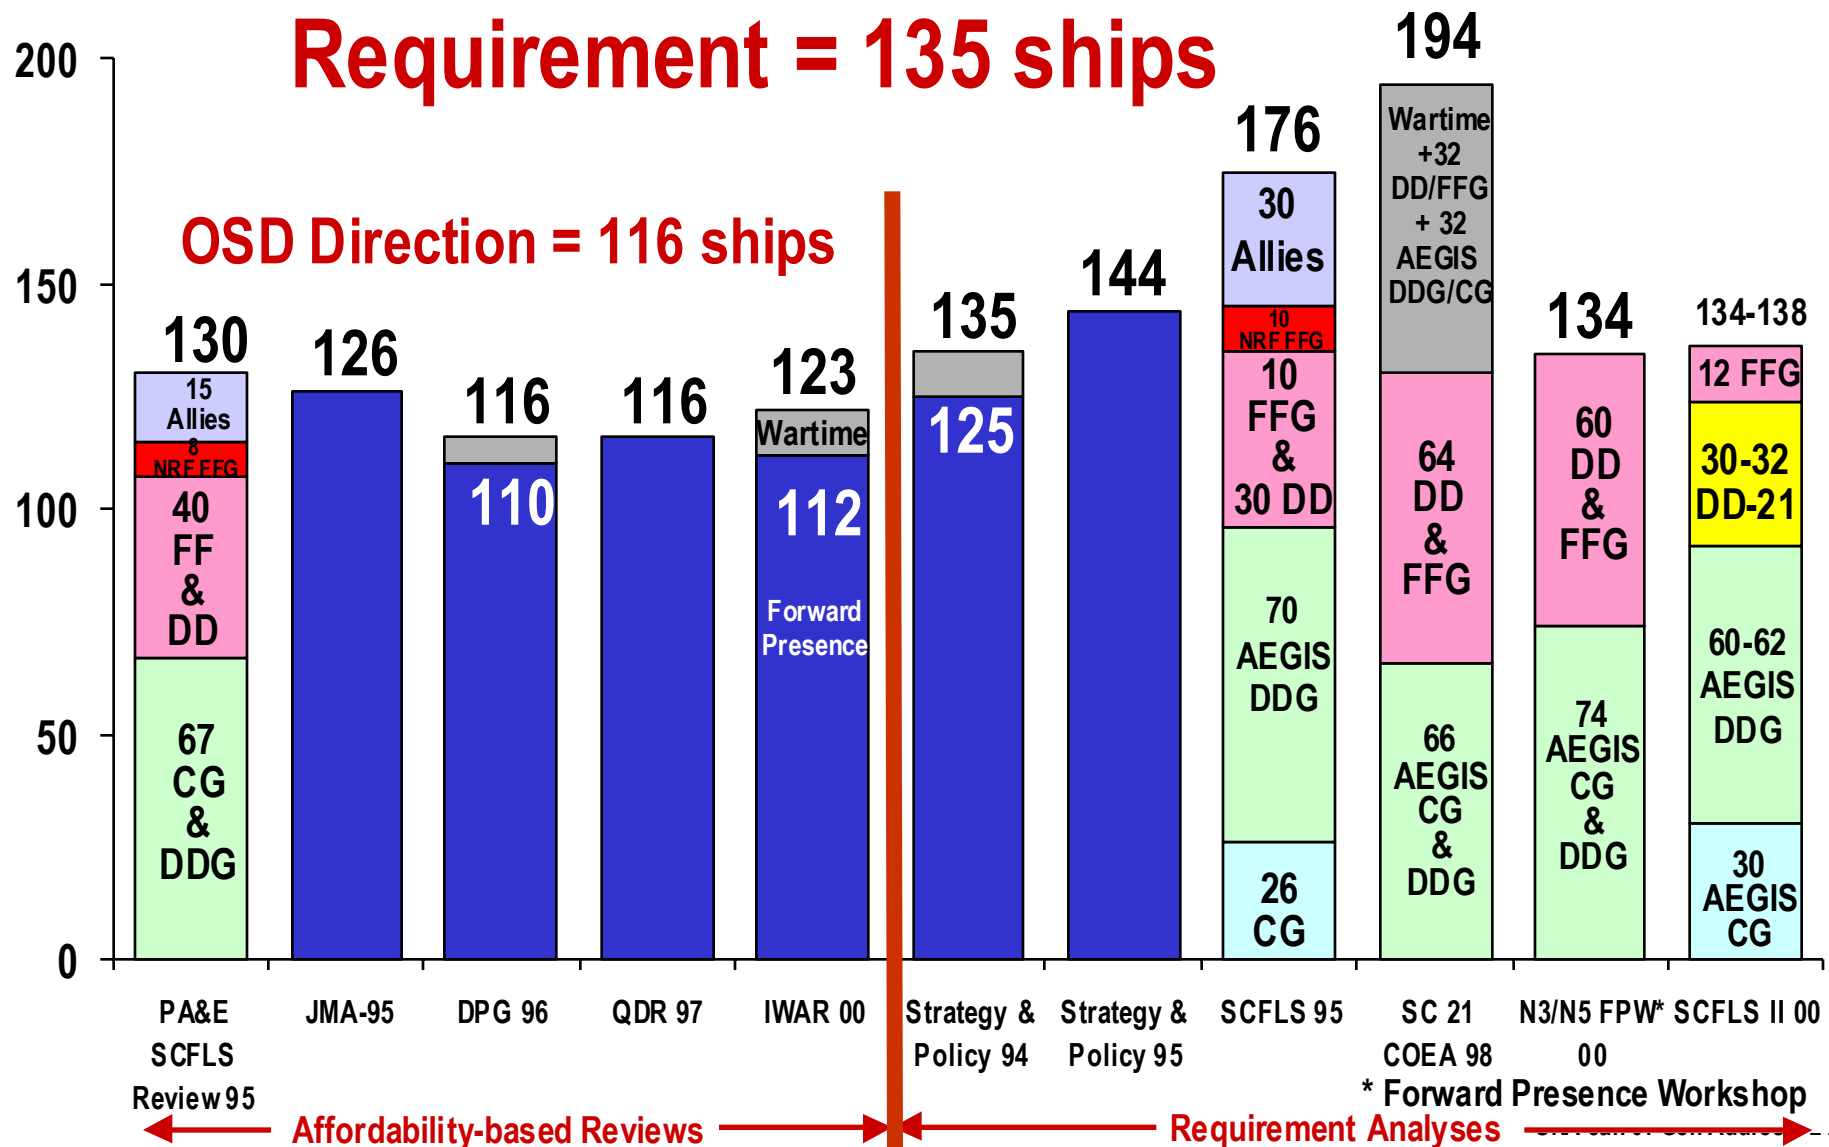 Requirement = 135 ships
OSD Direction = 116 ships
200
150
100
50
0
130
15
Allies
8
NRF FFG
40
FF
&
DD
67
CG
&
DDG
126
116
110
116
123
Wartime
112
Forward
Presence
135
125
144
176
30
Allies
10
NRF FFG
10
FFG
&
30 DD
70
AEGIS
DDG
26
CG
194
Wartime
+32
DD/FFG
+ 32
AEGIS
DDG/CG
64
DD
&
FFG
66
AEGIS
CG
&
DDG
134
60
DD
&
FFG
74
AEGIS
CG
&
DDG
134-138
12 FFG
30-32
DD-21
60-62
AEGIS
DDG
30
AEGIS
CG
PA&E
SCFLS
Review 95
JMA-95
DPG 96
QDR 97
IWAR 00
Strategy &
Policy 94
Strategy &
Policy 95
SCFLS 95
SC 21
COEA 98
N3/N5 FPW*
00
SCFLS II 00
* Forward Presence Workshop
Affordability-based Reviews
Requirement Analyses